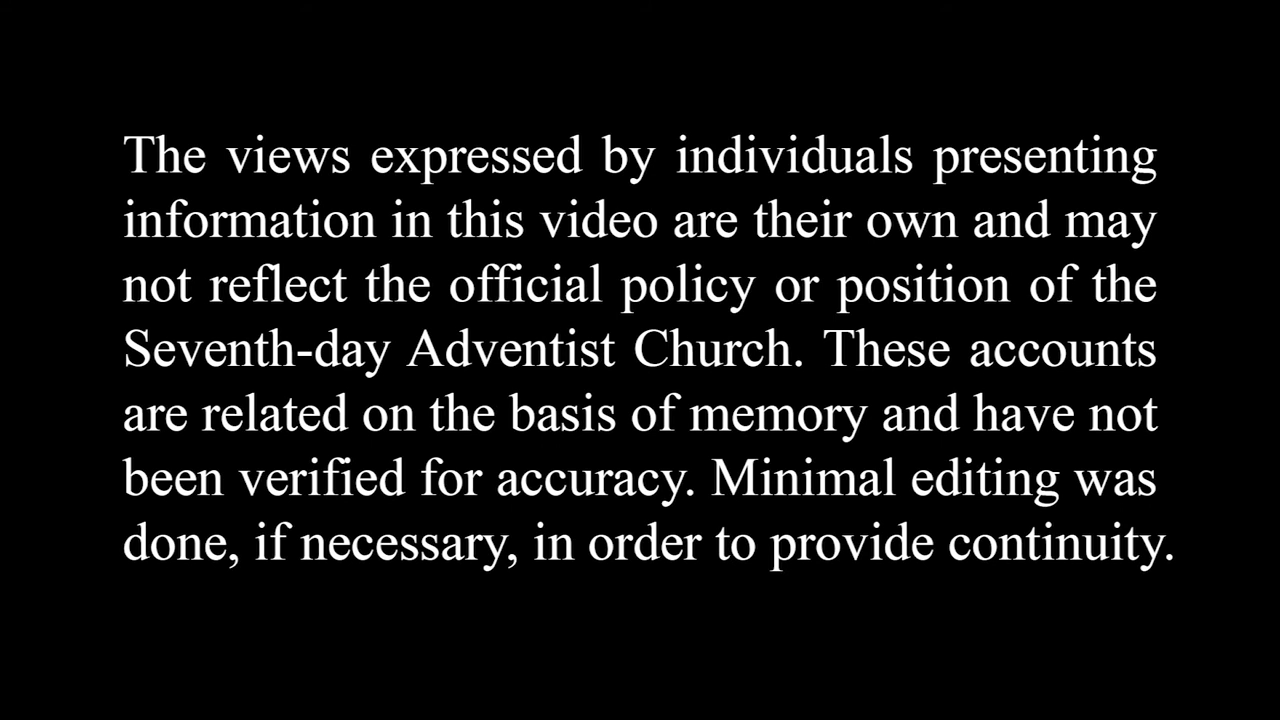 The views expressed by individuals presenting
information in this video are their own and may
not reflect the official policy or position of the
Seventh-day Adventist Church. These accounts
are related on the basis of memory and have not
been verified for accuracy. Minimal editing was
done, if necessary, in order to provide continuity.